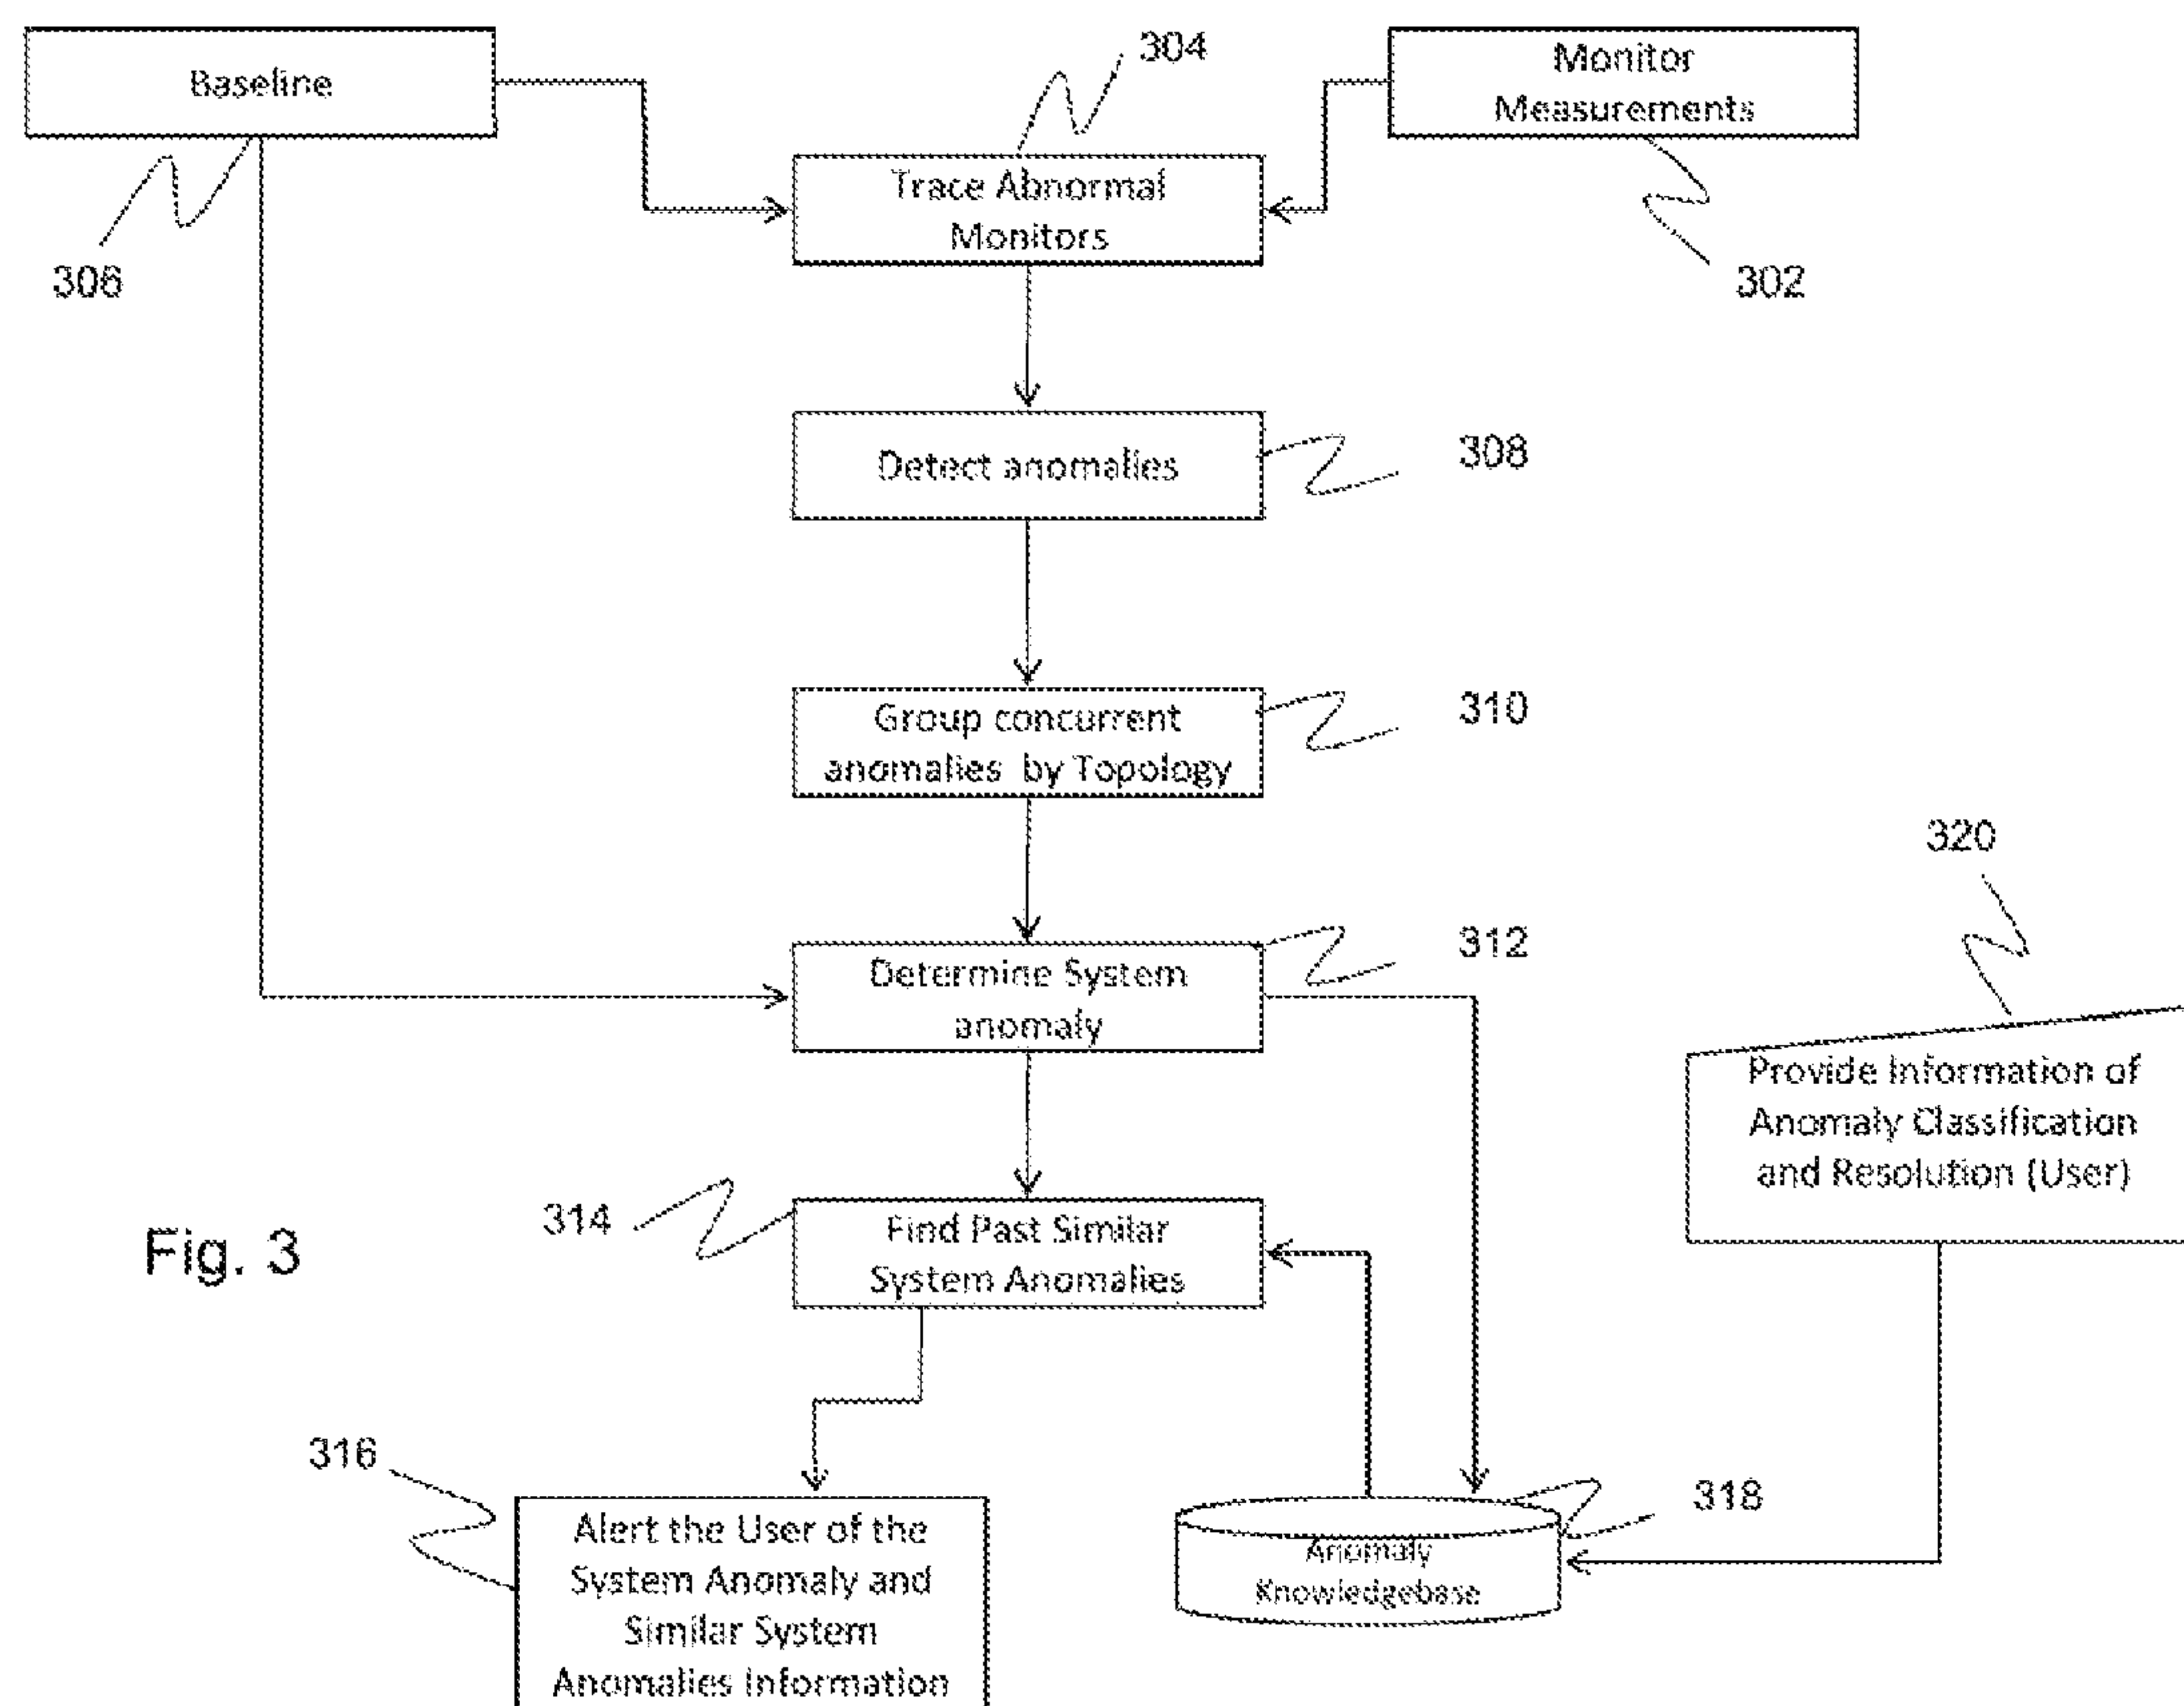 304
Baseline
Monitor
Measurements
Trace Abnormal
Monitors
306
302
Detect anomalies
308
Group concurrent
anomalies by Topology
310
320
312
Determine System
anomaly
Provide Information of
Anomaly Classification
and Resolution (User)
314
Find Past Similar
System Anomalies
Fig. 3
316
318
Alert the User of the
System Anomaly and
Similar System
Anomalies Information
Anomaly
Knowledgebase